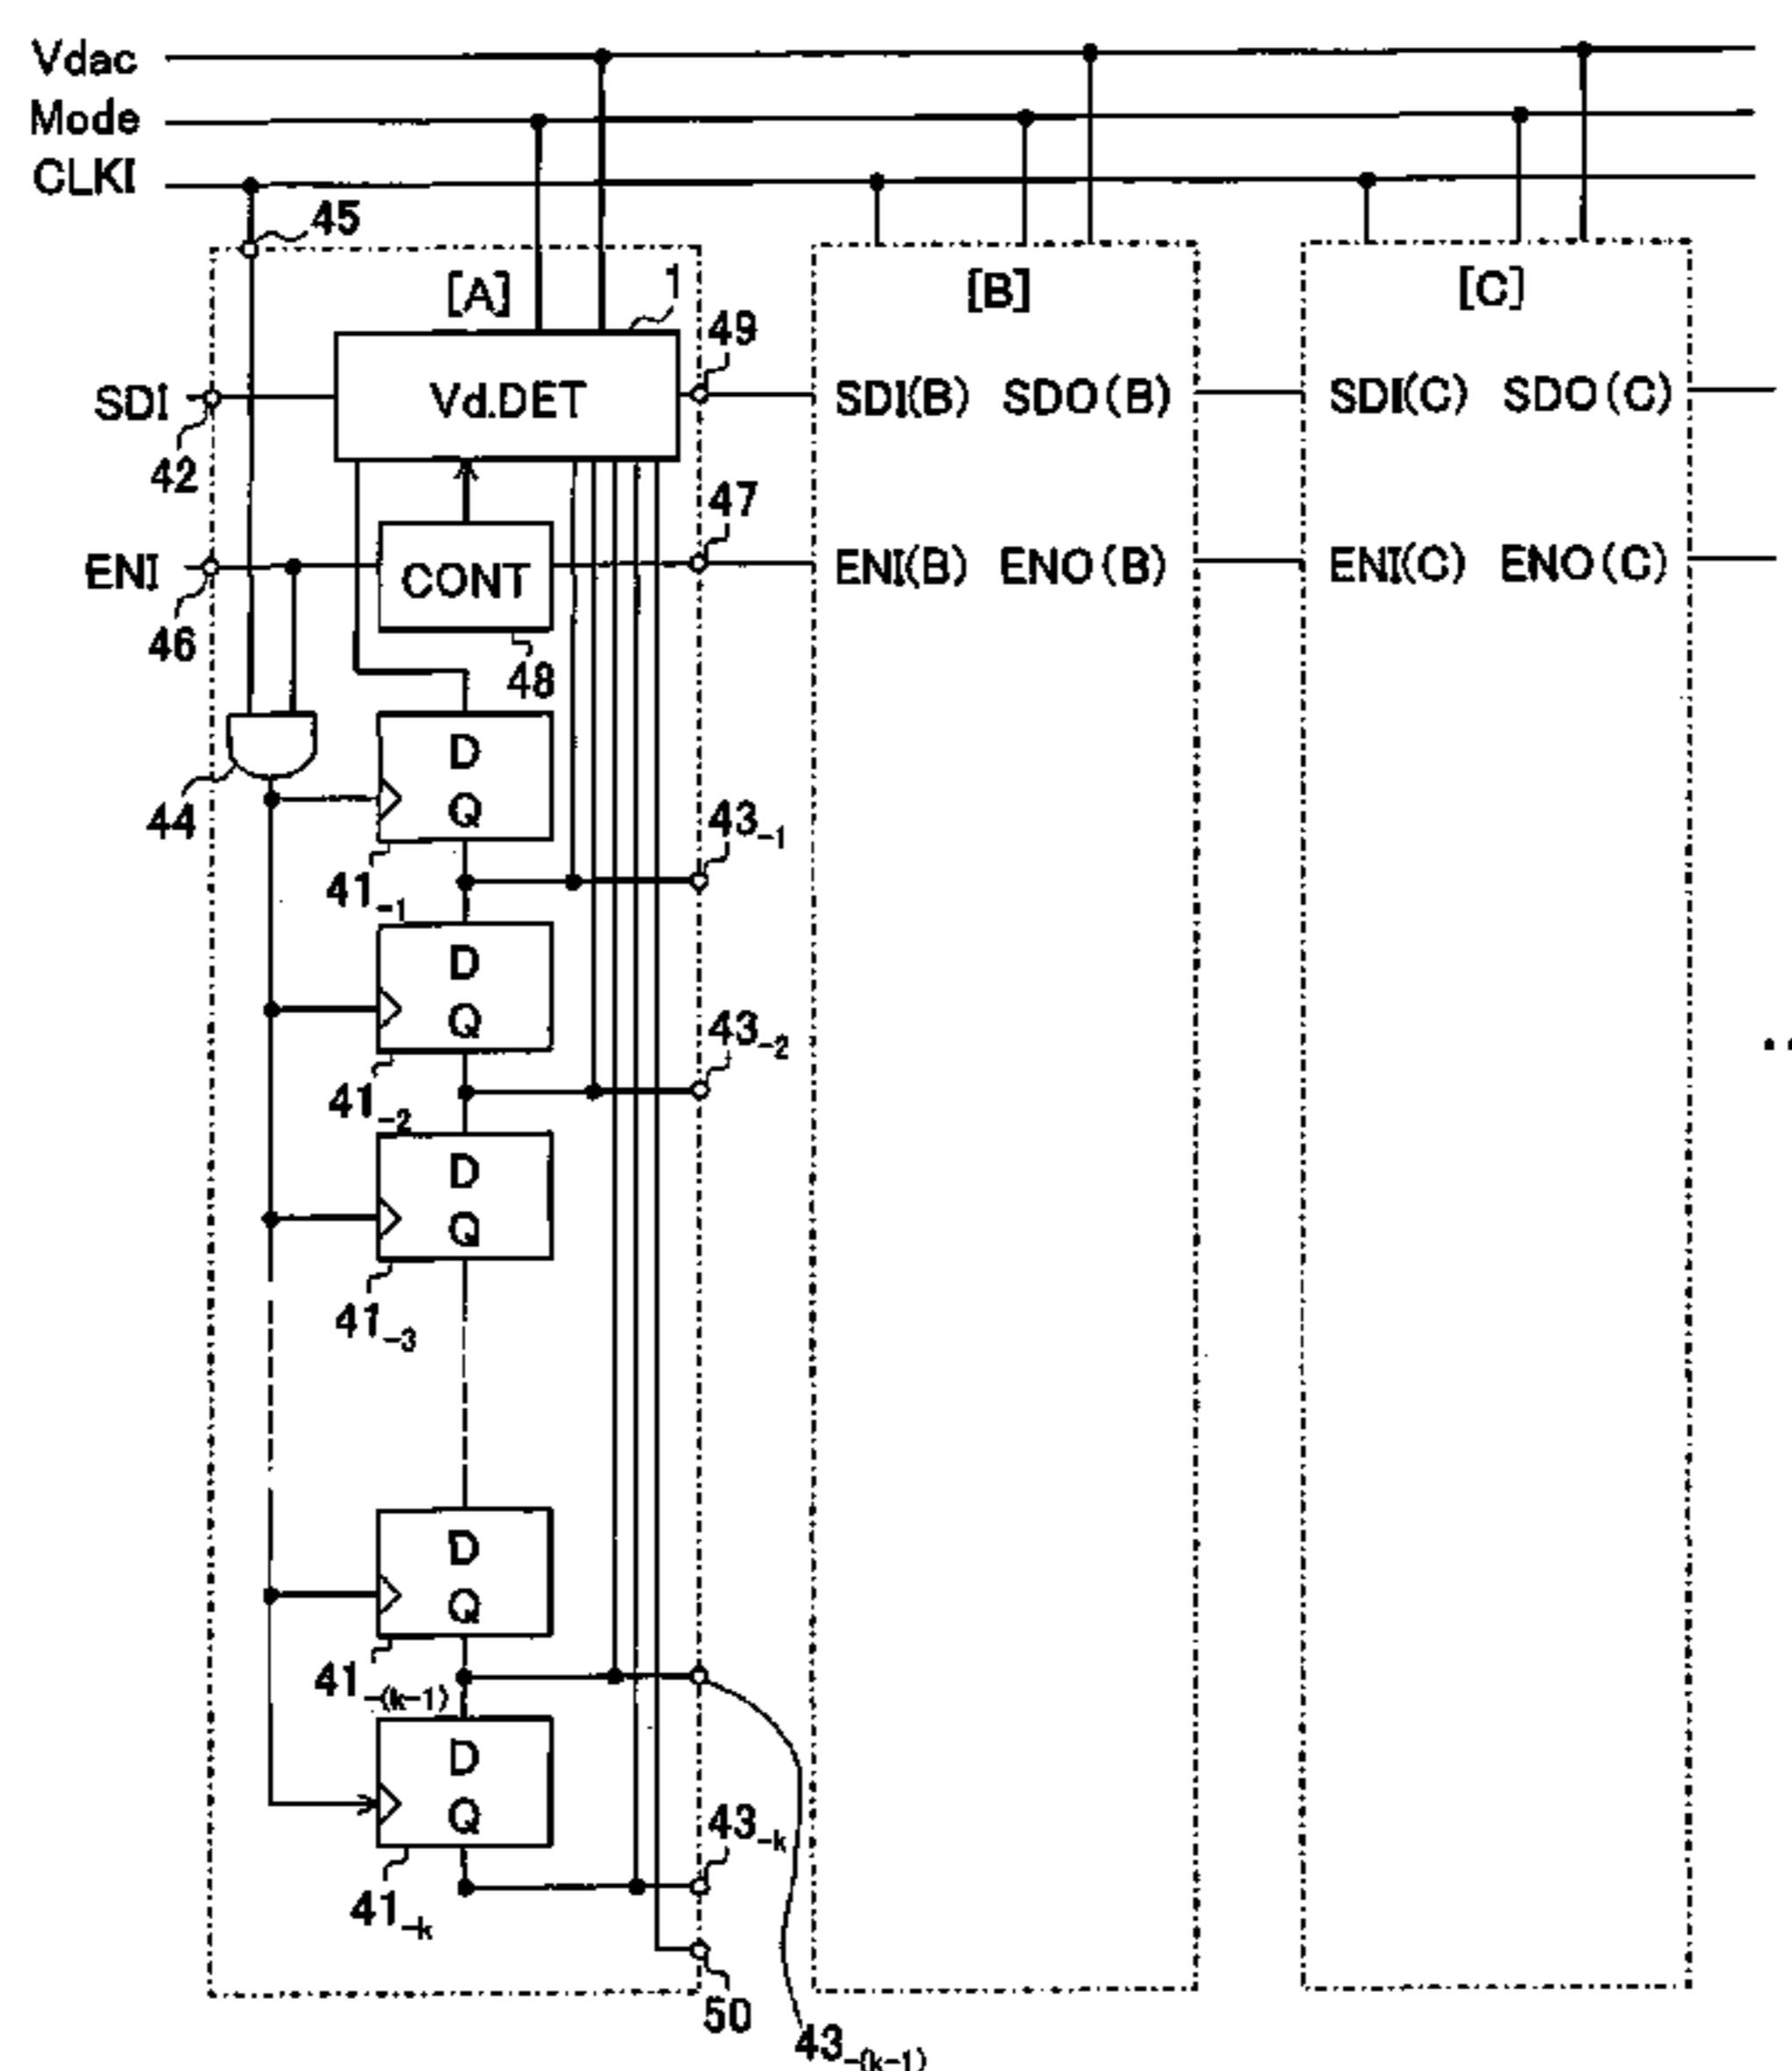 Vdac
Mode
CLKI
45
[A]
1
[B]
[C]
49
SDI
Vd.DET
SDI(B) SDO(B)
SDI(C) SDO(C)
42
47
ENI
CONT
ENI(B) ENO(B)
ENI(C) ENO(C)
46
48
D
Q
44
43-1
41-1
D
Q
43-2
41-2
D
Q
41-3
D
Q
41-(k-1)
D
Q
43-k
41-k
50
43-(k-1)